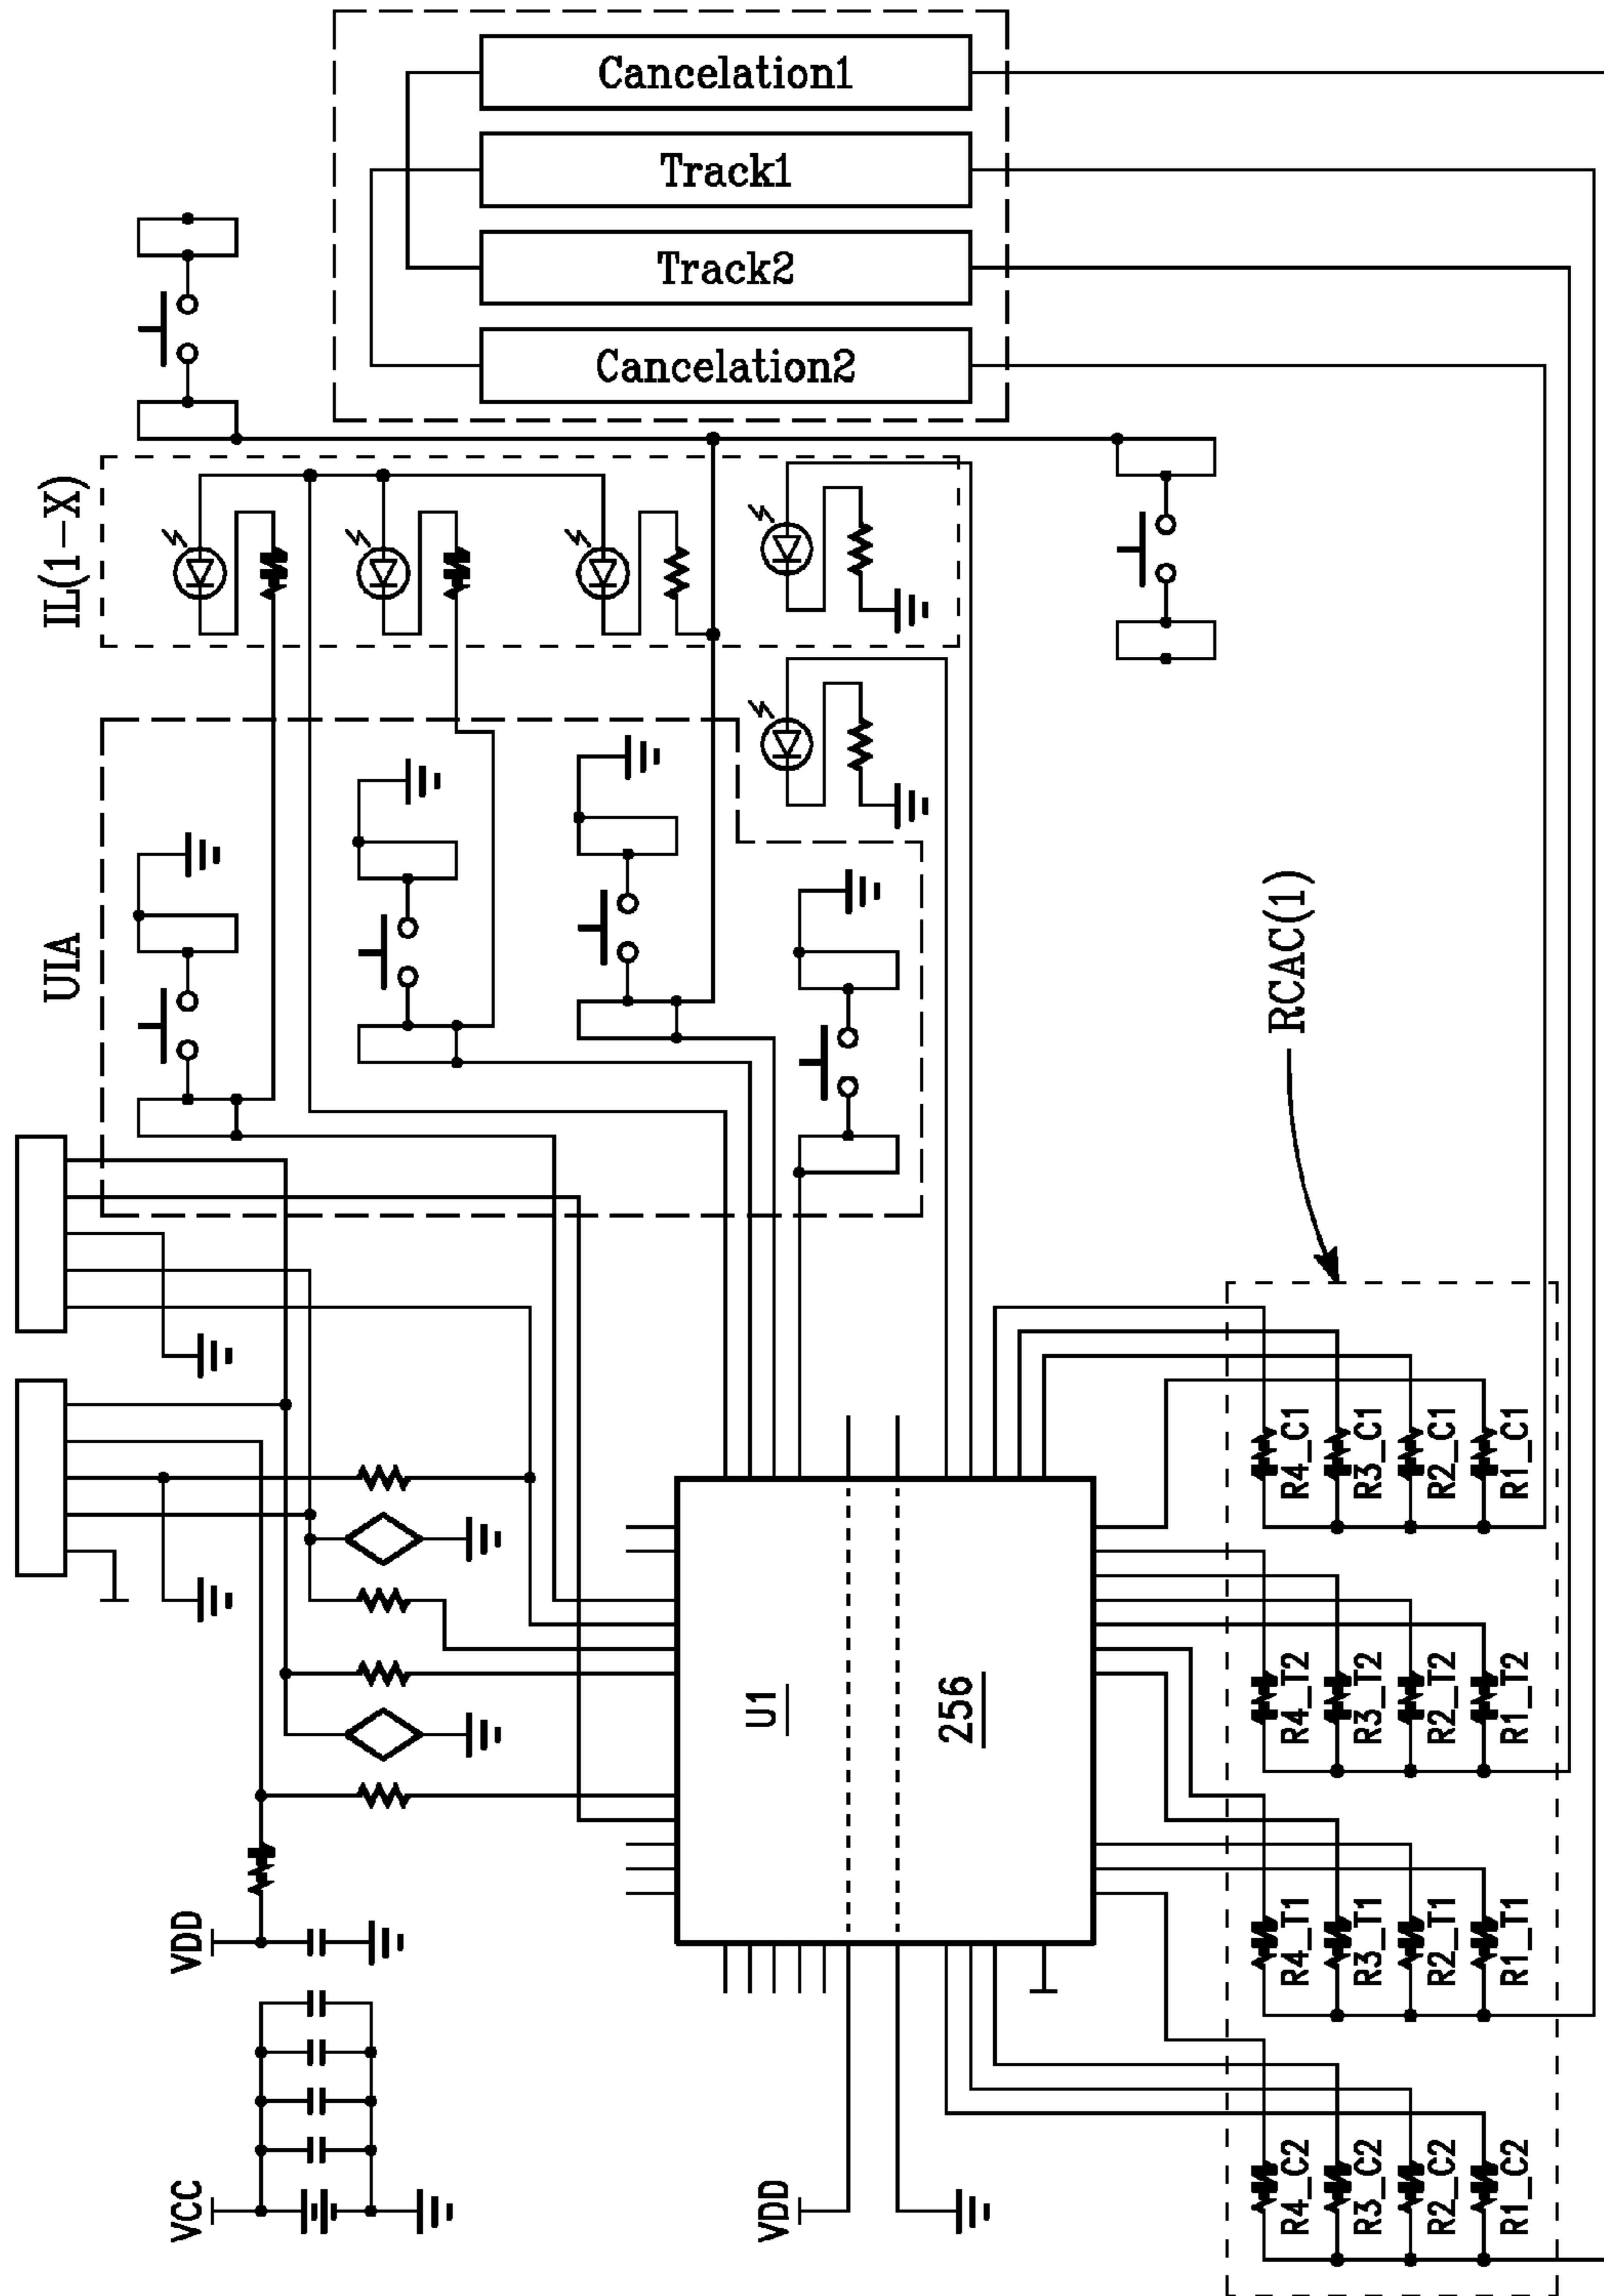 Cancelation1
Track1
Track2
Cancelation2
IL(1-X)
UIA
RCAC(1)
U1
256
VDD
VCC
VDD
R4_C1
R3_C1
R2_C1
R1_C1
R4_T2
R3_T2
R2_T2
R1_T2
R4_T1
R3_T1
R2_T1
R1_T1
R4_C2
R3_C2
R2_C2
R1_C2